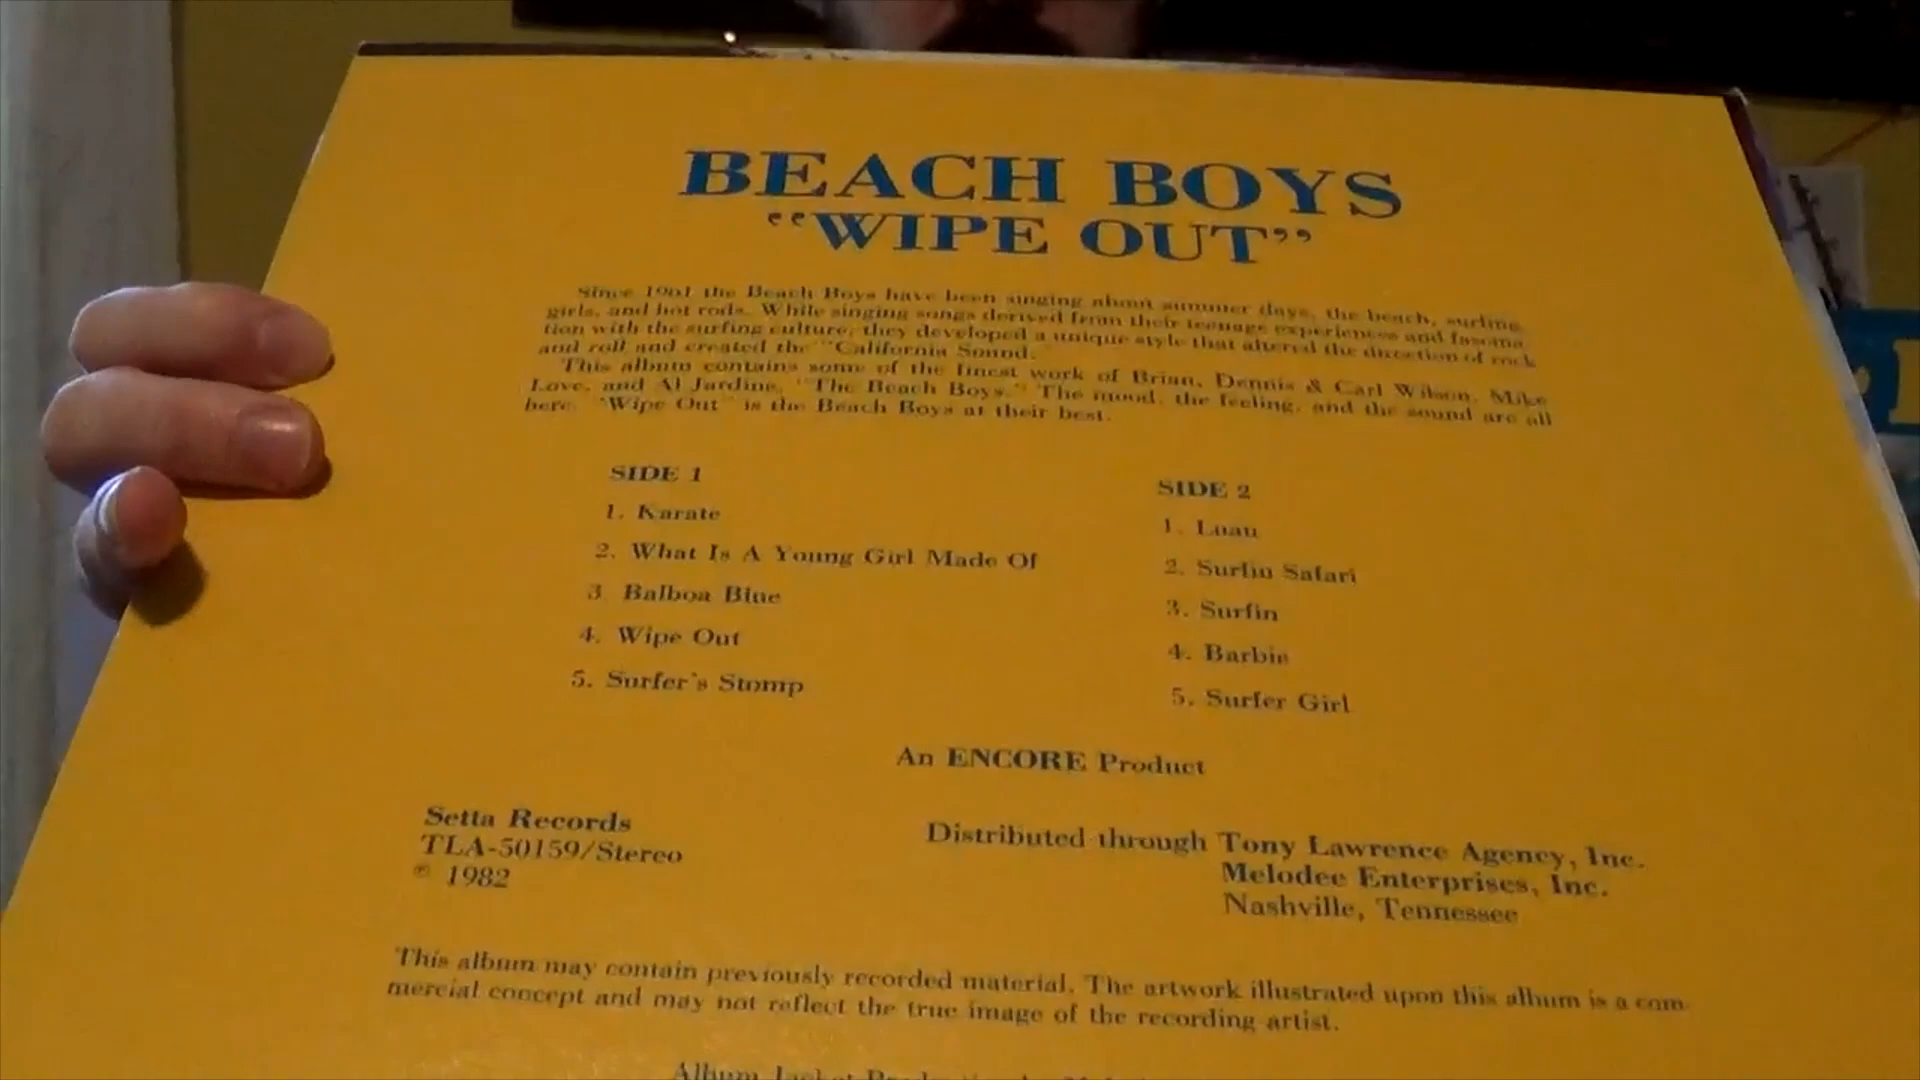 BEACH BOYS
“WIPE OUT”
Since 1961 the Beach Boys have been singing about summer days, the beach, surfing,
girls, and hot rods. While singing songs derived from their teenage experiences and fascina-
tion with the surfing culture, they developed a unique style that altered the direction of rock
and roll and created the “California Sound.”
This album contains some of the finest work of Brian, Dennis & Carl Wilson, Mike
Love, and Al Jardine, “The Beach Boys.” The mood, the feeling, and the sound are all
here. “Wipe Out” is the Beach Boys at their best.
SIDE 1
1. Karate
2. What Is A Young Girl Made Of
3. Balboa Blue
4. Wipe Out
5. Surfer's Stomp
SIDE 2
1. Luau
2. Surfin Safari
3. Surfin
4. Barbie
5. Surfer Girl
An ENCORE Product
Setta Records
TLA-50159/Stereo
℗ 1982
Distributed through Tony Lawrence Agency, Inc.
Melodee Enterprises, Inc.
Nashville, Tennessee
This album may contain previously recorded material. The artwork illustrated upon this album is a com-
mercial concept and may not reflect the true image of the recording artist.
Album Jacket